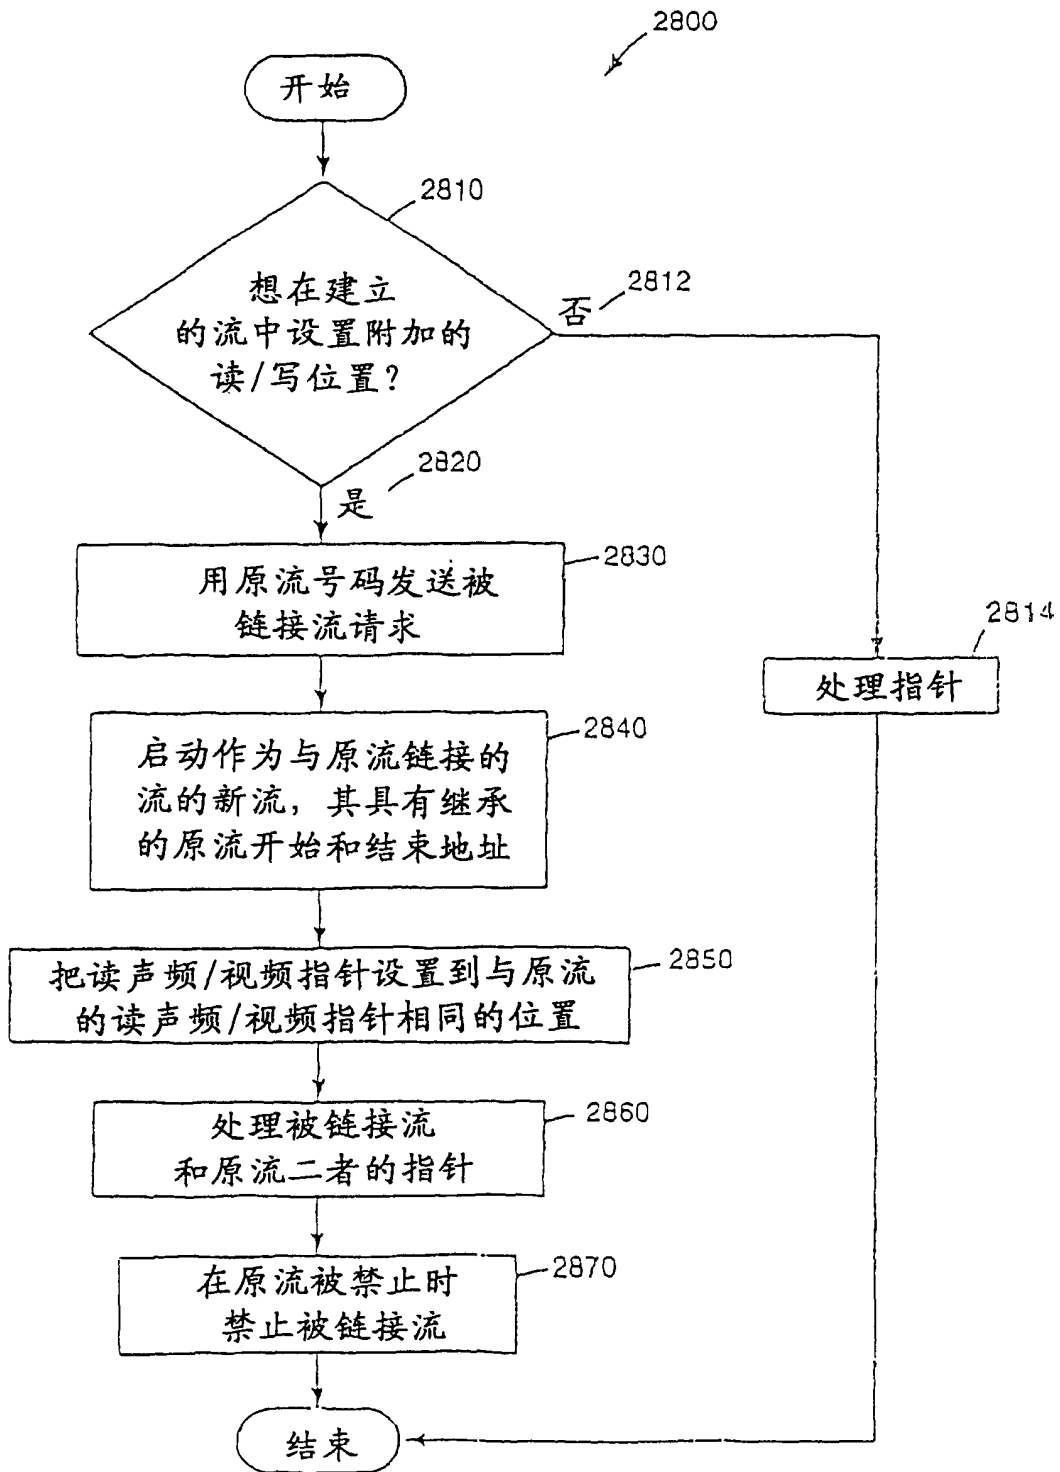 2800
开始
2810
想在建立
的流中设置附加的
读/写位置?
否
2812
2820
是
2830
用原流号码发送被
链接流请求
2814
处理指针
2840
启动作为与原流链接的
流的新流，其具有继承
的原流开始和结束地址
2850
把读声频/视频指针设置到与原流
的读声频/视频指针相同的位置
2860
处理被链接流
和原流二者的指针
2870
在原流被禁止时
禁止被链接流
结束